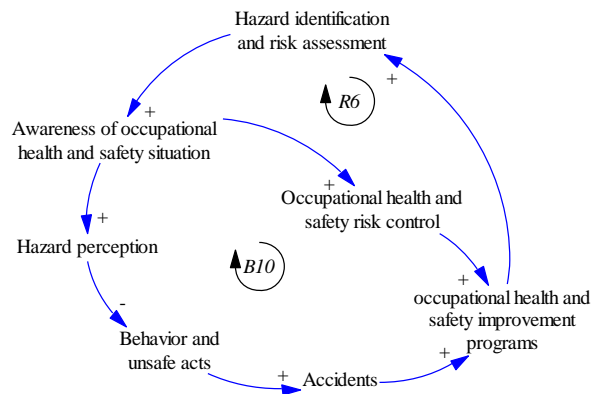 Hazard identification
and risk assessment
+
R6
+
Awareness of occupational
health and safety situation
+
Occupational health and
safety risk control
+
Hazard perception
B10
+
occupational health and
safety improvement
programs
-
Behavior and
unsafe acts
+
+
Accidents